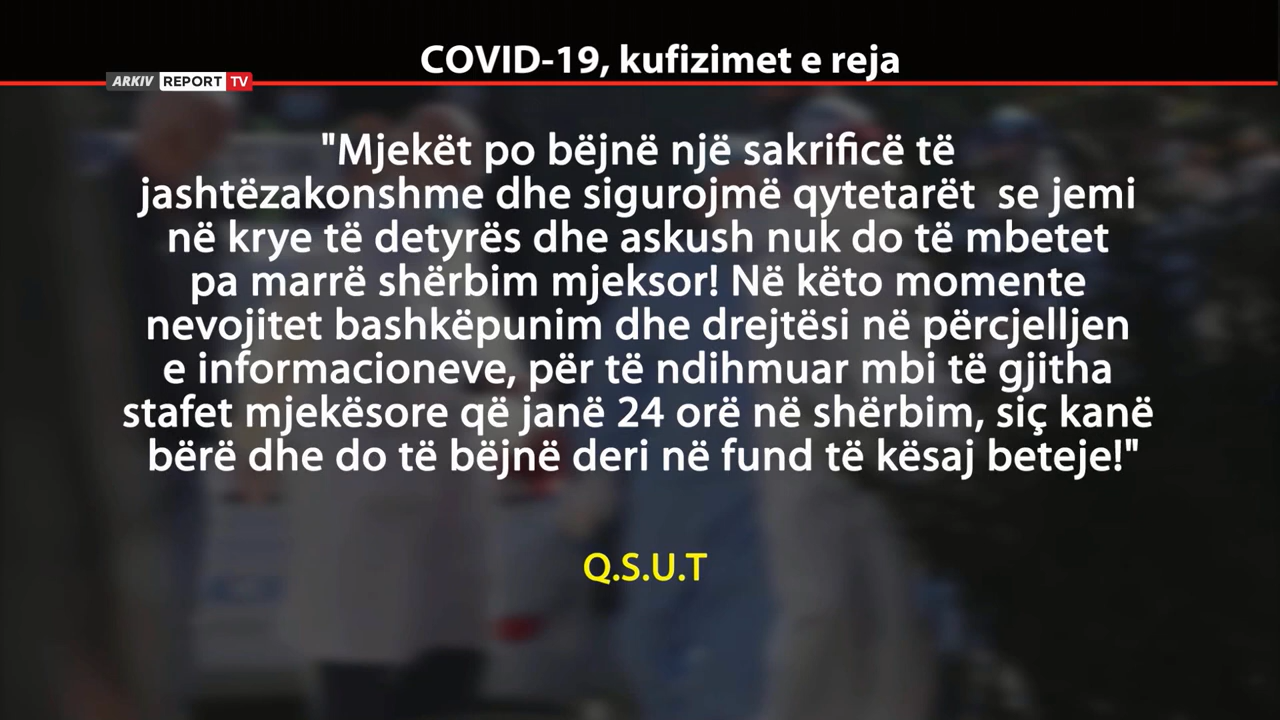 COVID-19, kufizimet e reja
ARKIV REPORT TV
"Mjekët po bëjnë një sakrificë të
jashtëzakonshme dhe sigurojmë qytetarët  se jemi
në krye të detyrës dhe askush nuk do të mbetet
pa marrë shërbim mjeksor! Në këto momente
nevojitet bashkëpunim dhe drejtësi në përcjelljen
e informacioneve, për të ndihmuar mbi të gjitha
stafet mjekësore që janë 24 orë në shërbim, siç kanë
bërë dhe do të bëjnë deri në fund të kësaj beteje!"
Q.S.U.T